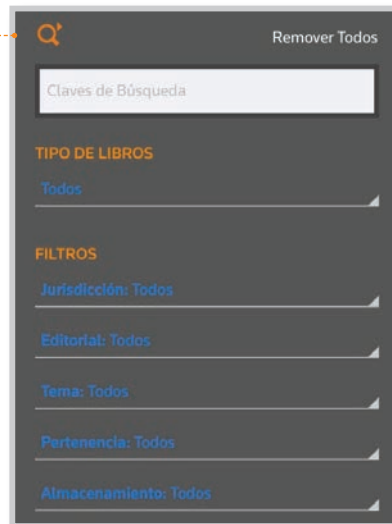 Remover Todos
Claves de Búsqueda
TIPO DE LIBROS
Todos
FILTROS
Jurisdicción: Todos
Editorial: Todos
Tema: Todos
Pertenencia: Todos
Almacenamiento: Todos